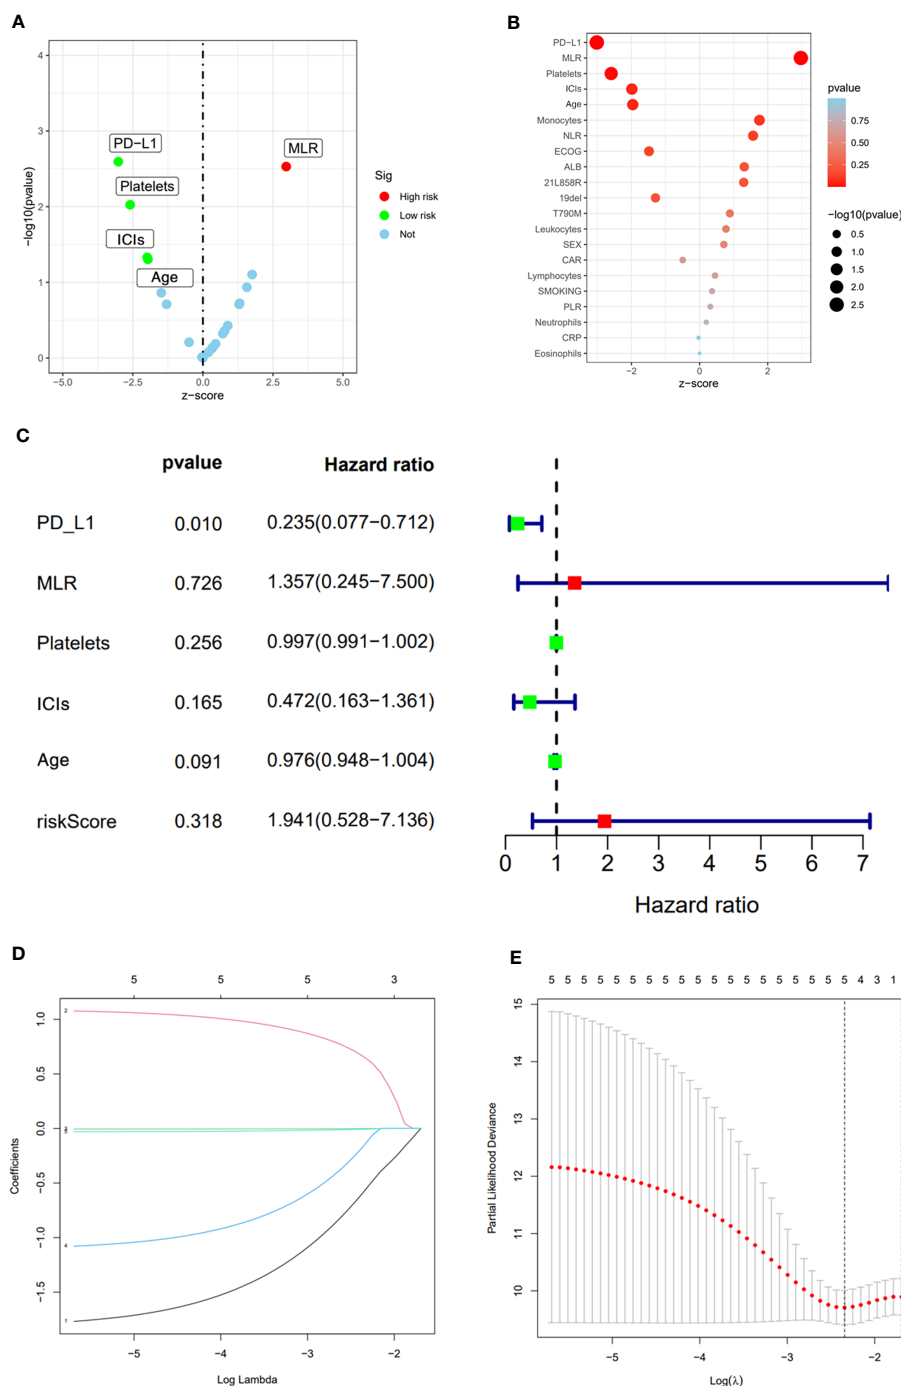 A
4
3
2
1
0
−log10(pvalue)
PD−L1
MLR
Platelets
ICIs
Age
−5.0
−2.5
0.0
2.5
5.0
z−score
Sig
High risk
Low risk
Not
B
PD−L1
MLR
Platelets
ICIs
Age
Monocytes
NLR
ECOG
ALB
21L858R
19del
T790M
Leukocytes
SEX
CAR
Lymphocytes
SMOKING
PLR
Neutrophils
CRP
Eosinophils
−2
0
2
z−score
pvalue
0.75
0.50
0.25
−log10(pvalue)
0.5
1.0
1.5
2.0
2.5
C
pvalue Hazard ratio
PD_L1 0.010 0.235(0.077−0.712)
MLR 0.726 1.357(0.245−7.500)
Platelets 0.256 0.997(0.991−1.002)
ICIs 0.165 0.472(0.163−1.361)
Age 0.091 0.976(0.948−1.004)
riskScore 0.318 1.941(0.528−7.136)
0 1 2 3 4 5 6 7
Hazard ratio
D
5 5 5 3
1.0
0.5
0.0
−0.5
−1.0
−1.5
Coefficients
2
4
1
−5 −4 −3 −2
Log Lambda
E
5 5 5 5 5 5 5 5 5 5 5 5 5 5 5 5 5 5 5 4 3 1
15
14
13
12
11
10
Partial Likelihood Deviance
−5 −4 −3 −2
Log(λ)